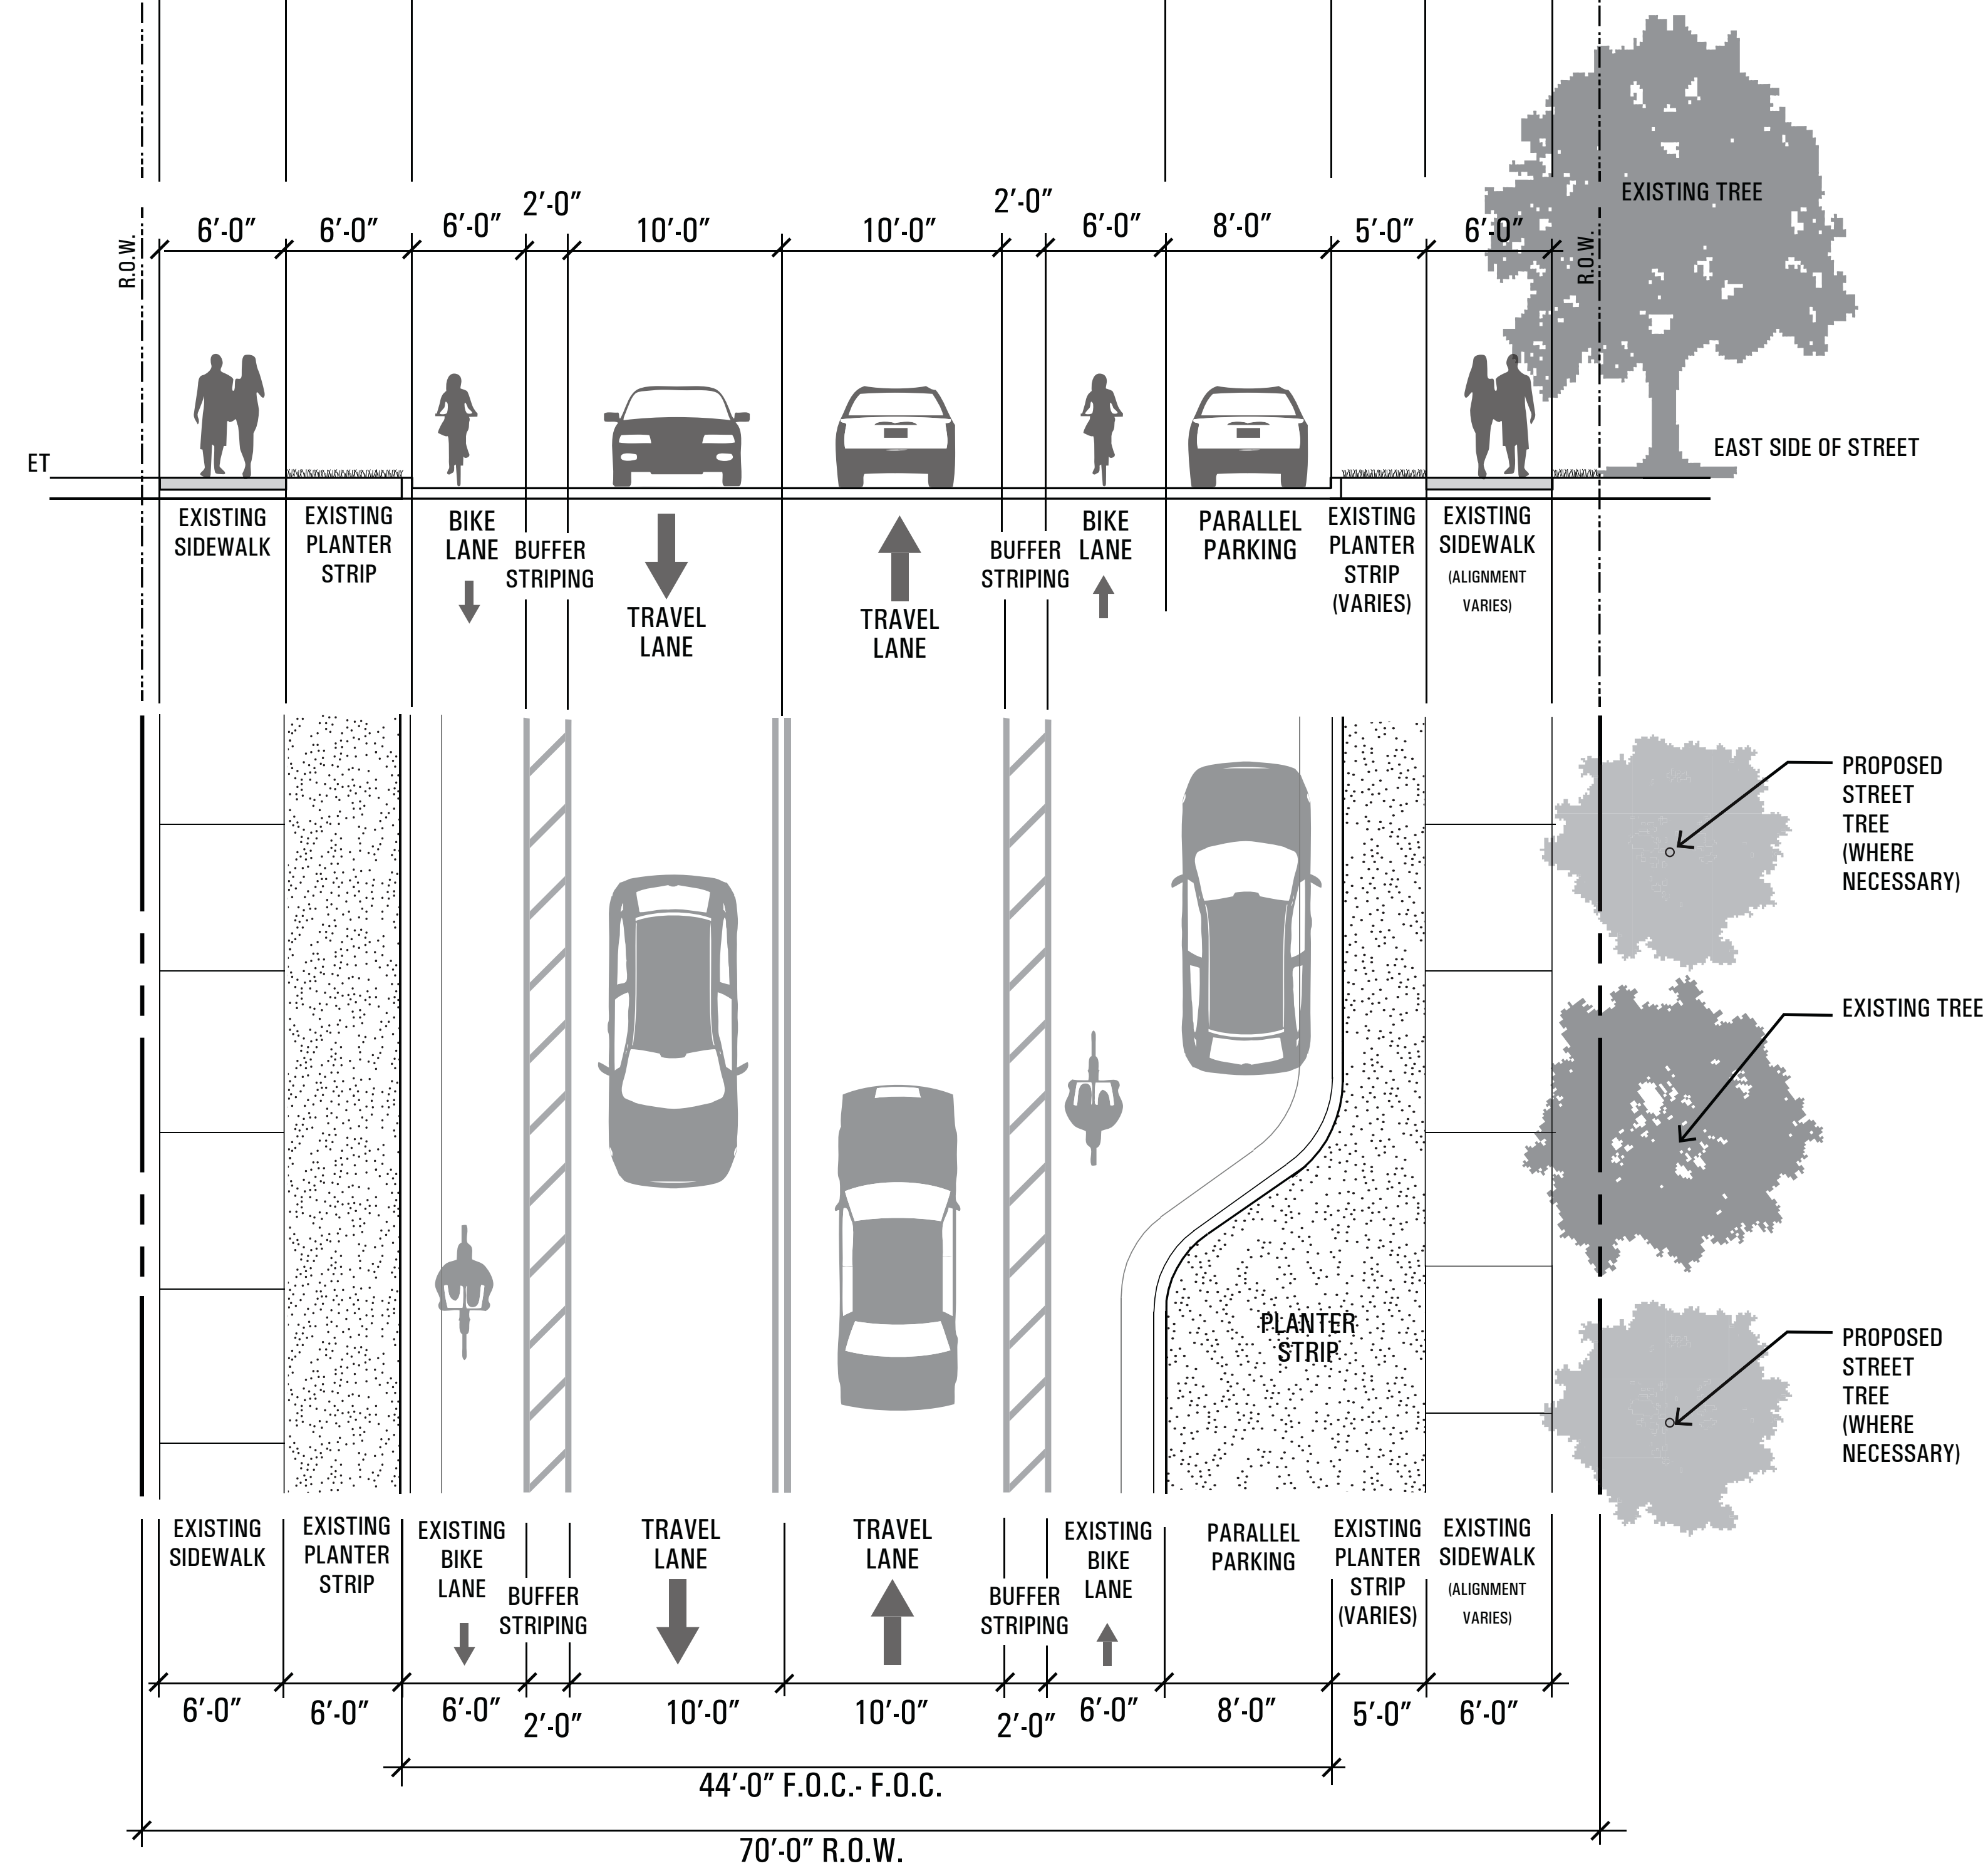 2′-0″
2′-0″
6′-0″
6′-0″
6′-0″
10′-0″
10′-0″
6′-0″
8′-0″
5′-0″
6′-0″
R.O.W.
R.O.W.
EXISTING TREE
ET
EAST SIDE OF STREET
EXISTING
SIDEWALK
EXISTING
PLANTER
STRIP
BIKE
LANE
BUFFER
STRIPING
TRAVEL
LANE
TRAVEL
LANE
BUFFER
STRIPING
BIKE
LANE
PARALLEL
PARKING
EXISTING
PLANTER
STRIP
(VARIES)
EXISTING
SIDEWALK
(ALIGNMENT
VARIES)
PROPOSED
STREET
TREE
(WHERE
NECESSARY)
EXISTING TREE
PLANTER
STRIP
PROPOSED
STREET
TREE
(WHERE
NECESSARY)
EXISTING
SIDEWALK
EXISTING
PLANTER
STRIP
EXISTING
BIKE
LANE
BUFFER
STRIPING
TRAVEL
LANE
TRAVEL
LANE
BUFFER
STRIPING
EXISTING
BIKE
LANE
PARALLEL
PARKING
EXISTING
PLANTER
STRIP
(VARIES)
EXISTING
SIDEWALK
(ALIGNMENT
VARIES)
6′-0″
6′-0″
6′-0″
2′-0″
10′-0″
10′-0″
2′-0″
6′-0″
8′-0″
5′-0″
6′-0″
44′-0″ F.O.C.- F.O.C.
70′-0″ R.O.W.